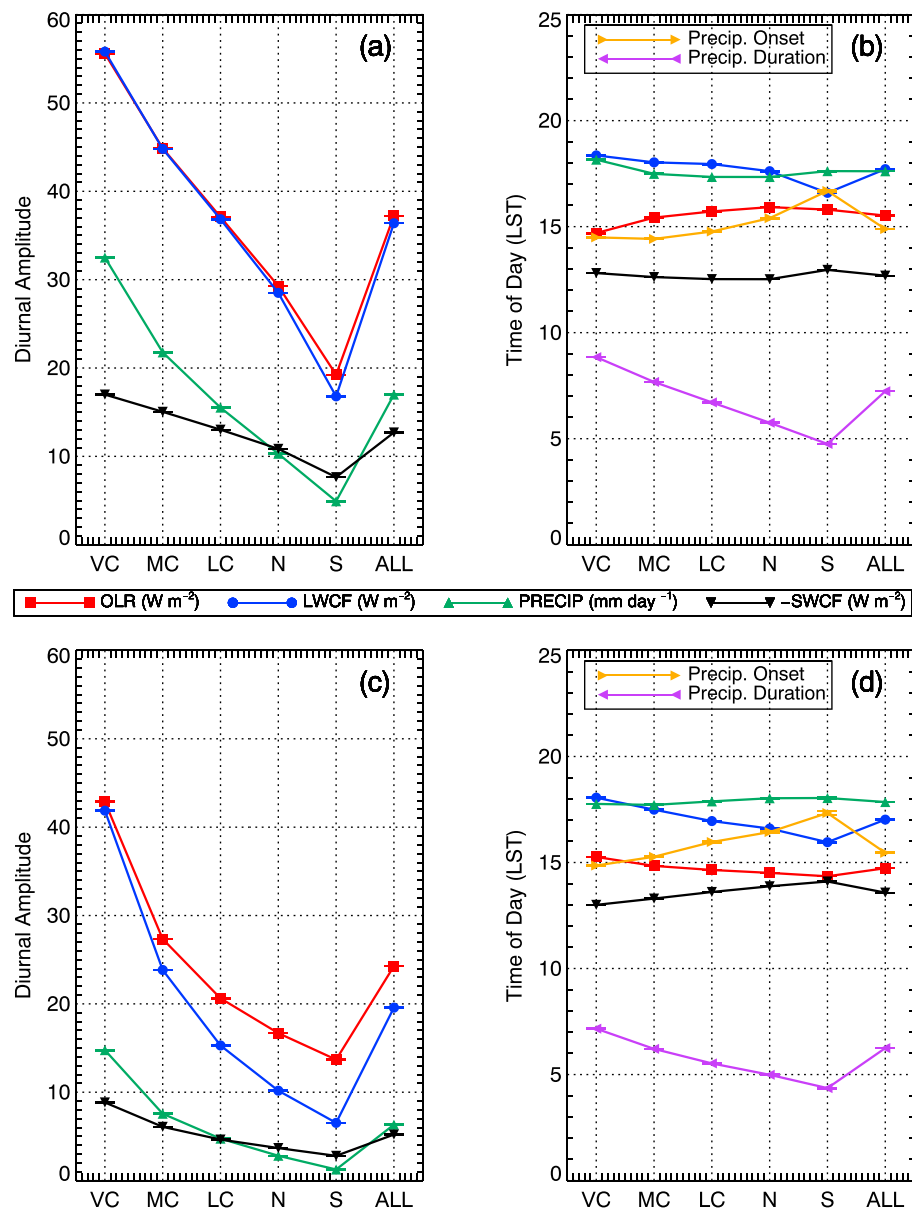 (a)
Diurnal Amplitude
60
50
40
30
20
10
0
VC MC LC N S ALL
(b)
Precip. Onset
Precip. Duration
Time of Day (LST)
25
20
15
10
5
0
VC MC LC N S ALL
OLR (W m⁻²) LWCF (W m⁻²) PRECIP (mm day ⁻¹) −SWCF (W m⁻²)
(c)
Diurnal Amplitude
60
50
40
30
20
10
0
VC MC LC N S ALL
(d)
Precip. Onset
Precip. Duration
Time of Day (LST)
25
20
15
10
5
0
VC MC LC N S ALL